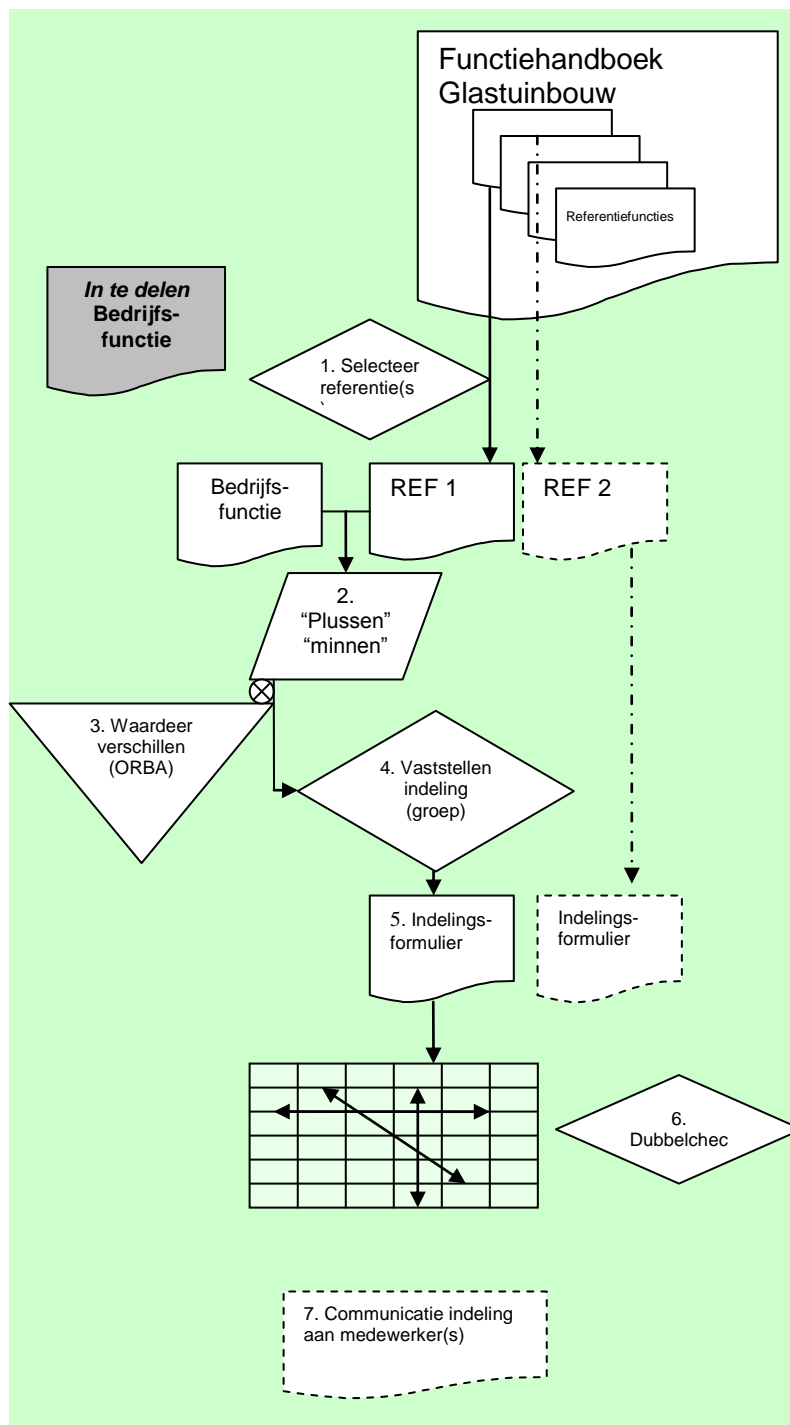 Functiehandboek
Glastuinbouw
Referentiefuncties
In te delen
Bedrijfs-
functie
1. Selecteer
referentie(s
Bedrijfs-
functie
REF 1
REF 2
2.
“Plussen”
“minnen”
3. Waardeer
verschillen
(ORBA)
4. Vaststellen
indeling
(groep)
5. Indelings-
formulier
Indelings-
formulier
6.
Dubbelchec
7. Communicatie indeling
aan medewerker(s)